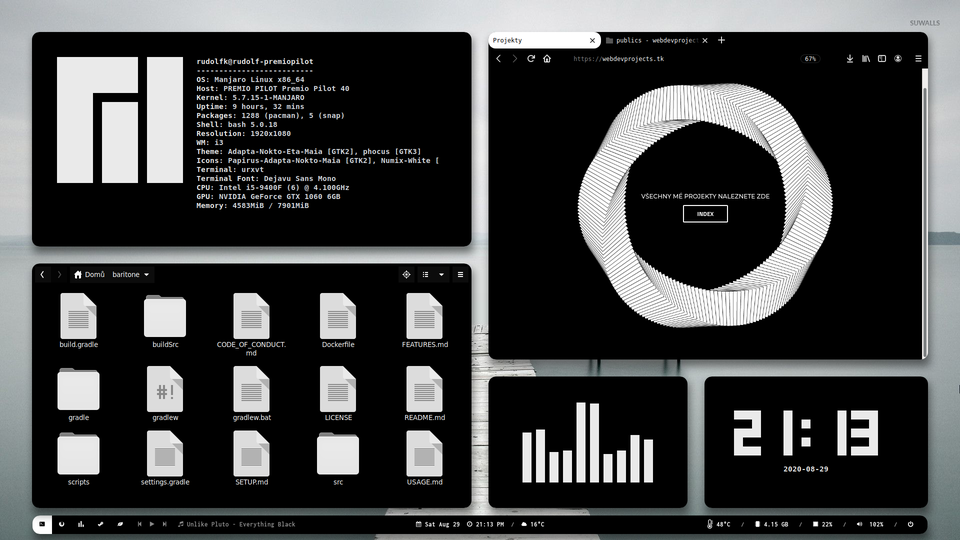 SUWALLS
rudolfk@rudolf-premiopilot
--------------------------
OS: Manjaro Linux x86_64
Host: PREMIO PILOT Premio Pilot 40
Kernel: 5.7.15-1-MANJARO
Uptime: 9 hours, 32 mins
Packages: 1288 (pacman), 5 (snap)
Shell: bash 5.0.18
Resolution: 1920x1080
WM: i3
Theme: Adapta-Nokto-Eta-Maia [GTK2], phocus [GTK3]
Icons: Papirus-Adapta-Nokto-Maia [GTK2], Numix-White [
Terminal: urxvt
Terminal Font: Dejavu Sans Mono
CPU: Intel i5-9400F (6) @ 4.100GHz
GPU: NVIDIA GeForce GTX 1060 6GB
Memory: 4583MiB / 7901MiB
Projekty
publics - webdevproject
https://webdevprojects.tk
67%
VŠECHNY MÉ PROJEKTY NALEZNETE ZDE
INDEX
Domů baritone
build.gradle
buildSrc
CODE_OF_CONDUCT.
md
Dockerfile
FEATURES.md
gradle
#!
gradlew
gradlew.bat
LICENSE
README.md
scripts
settings.gradle
SETUP.md
src
USAGE.md
21:13
2020-08-29
Unlike Pluto - Everything Black
Sat Aug 29 21:13 PM / 16°C
48°C / 4.15 GB / 22% / 102% /